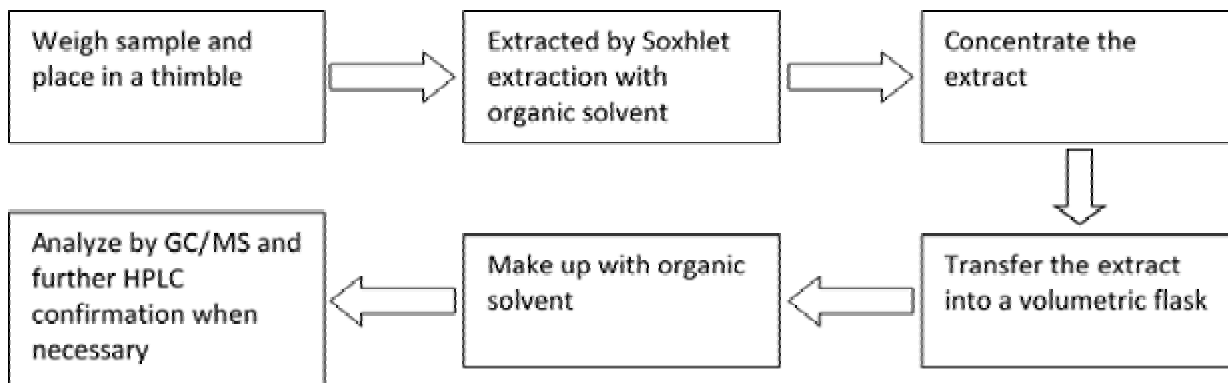 Weigh sample and
place in a thimble
Extracted by Soxhlet
extraction with
organic solvent
Concentrate the
extract
Transfer the extract
into a volumetric flask
Make up with organic
solvent
Analyze by GC/MS and
further HPLC
confirmation when
necessary